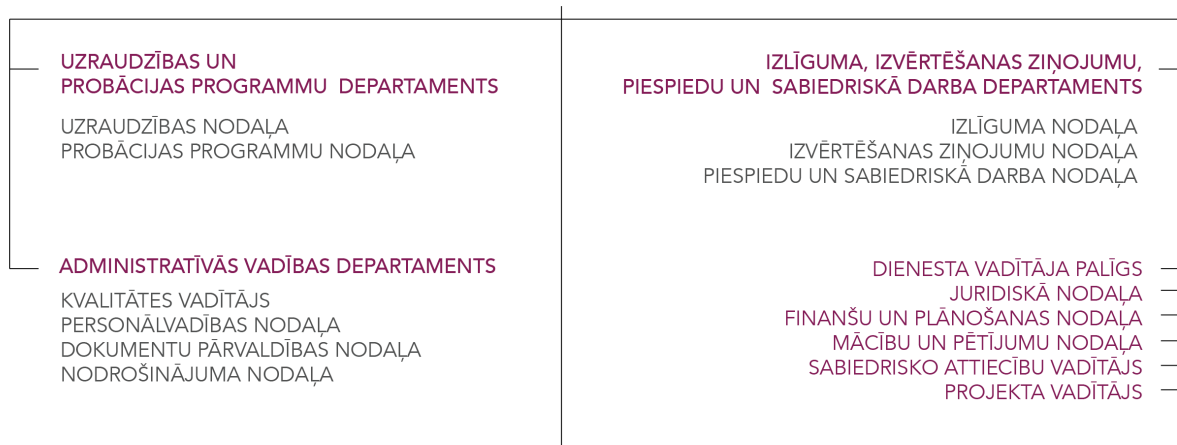 UZRAUDZĪBAS UN
PROBĀCIJAS PROGRAMMU DEPARTAMENTS
UZRAUDZĪBAS NODAĻA
PROBĀCIJAS PROGRAMMU NODAĻA
ADMINISTRATĪVĀS VADĪBAS DEPARTAMENTS
KVALITĀTES VADĪTĀJS
PERSONĀLVADĪBAS NODAĻA
DOKUMENTU PĀRVALDĪBAS NODAĻA
NODROŠINĀJUMA NODAĻA
IZLĪGUMA, IZVĒRTĒŠANAS ZIŅOJUMU,
PIESPIEDU UN SABIEDRISKĀ DARBA DEPARTAMENTS
IZLĪGUMA NODAĻA
IZVĒRTĒŠANAS ZIŅOJUMU NODAĻA
PIESPIEDU UN SABIEDRISKĀ DARBA NODAĻA
DIENESTA VADĪTĀJA PALĪGS
JURIDISKĀ NODAĻA
FINANŠU UN PLĀNOŠANAS NODAĻA
MĀCĪBU UN PĒTĪJUMU NODAĻA
SABIEDRISKO ATTIECĪBU VADĪTĀJS
PROJEKTA VADĪTĀJS